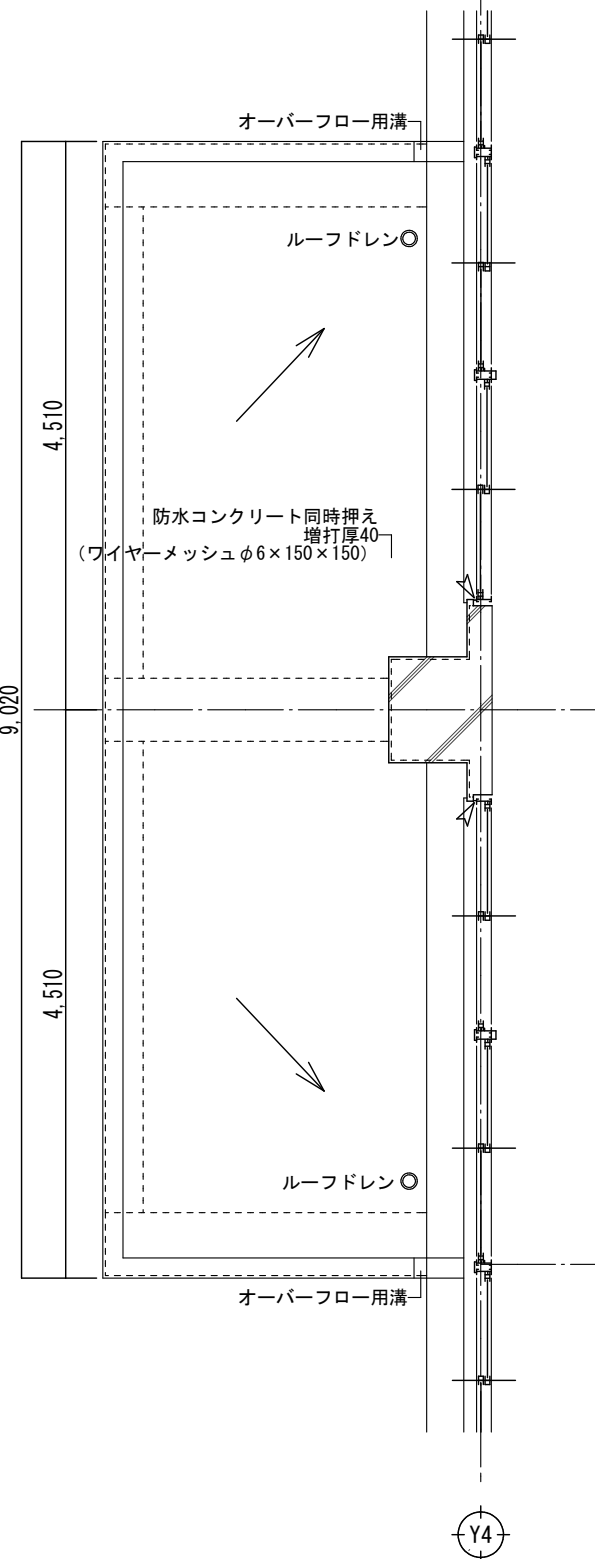 オーバーフロー用溝
ルーフドレン
4,510
防水コンクリート同時押え
増打厚40
（ワイヤーメッシュφ6×150×150）
9,020
4,510
ルーフドレン
オーバーフロー用溝
Y4